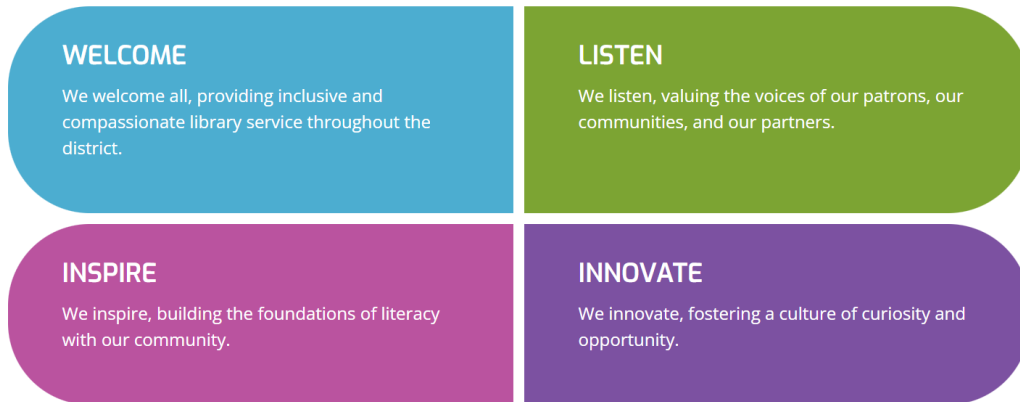 WELCOME
We welcome all, providing inclusive and
compassionate library service throughout the
district.
LISTEN
We listen, valuing the voices of our patrons, our
communities, and our partners.
INSPIRE
We inspire, building the foundations of literacy
with our community.
INNOVATE
We innovate, fostering a culture of curiosity and
opportunity.